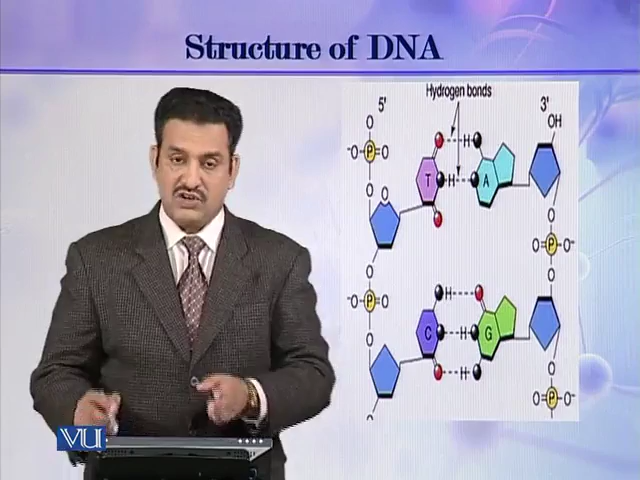 Structure of DNA
Hydrogen bonds
5' 3'
O OH
⁻O P O O
H
T H A
O
O O
P O⁻
O O
H
⁻O P O
C H G
O
H
O P O⁻
VU